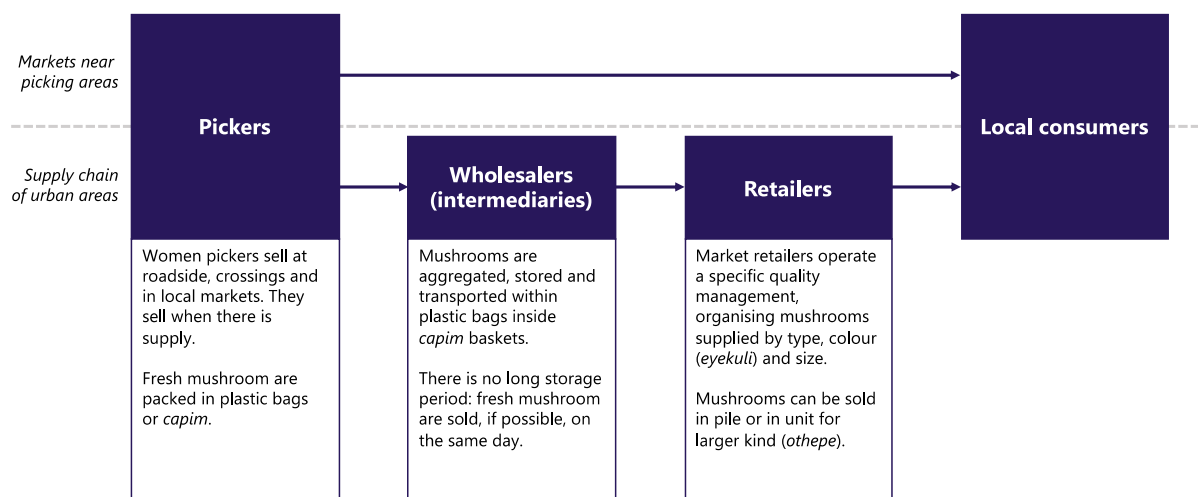 Markets near
picking areas
Pickers
Local consumers
Supply chain
of urban areas
Wholesalers
(intermediaries)
Retailers
Women pickers sell at
roadside, crossings and
in local markets. They
sell when there is
supply.
Fresh mushroom are
packed in plastic bags
or capim.
Mushrooms are
aggregated, stored and
transported within
plastic bags inside
capim baskets.
There is no long storage
period: fresh mushroom
are sold, if possible, on
the same day.
Market retailers operate
a specific quality
management,
organising mushrooms
supplied by type, colour
(eyekuli) and size.
Mushrooms can be sold
in pile or in unit for
larger kind (othepe).